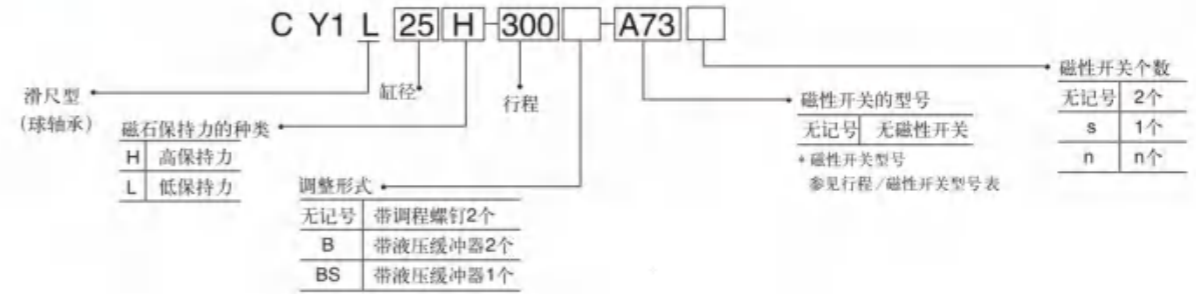 C Y1 L 25 H-300 -A73
滑尺型
(球轴承)
缸径
行程
磁石保持力的种类
H 高保持力
L 低保持力
调整形式
无记号 带调程螺钉2个
B 带液压缓冲器2个
BS 带液压缓冲器1个
磁性开关的型号
无记号 无磁性开关
*磁性开关型号
参见行程/磁性开关型号表
磁性开关个数
无记号 2个
s 1个
n n个